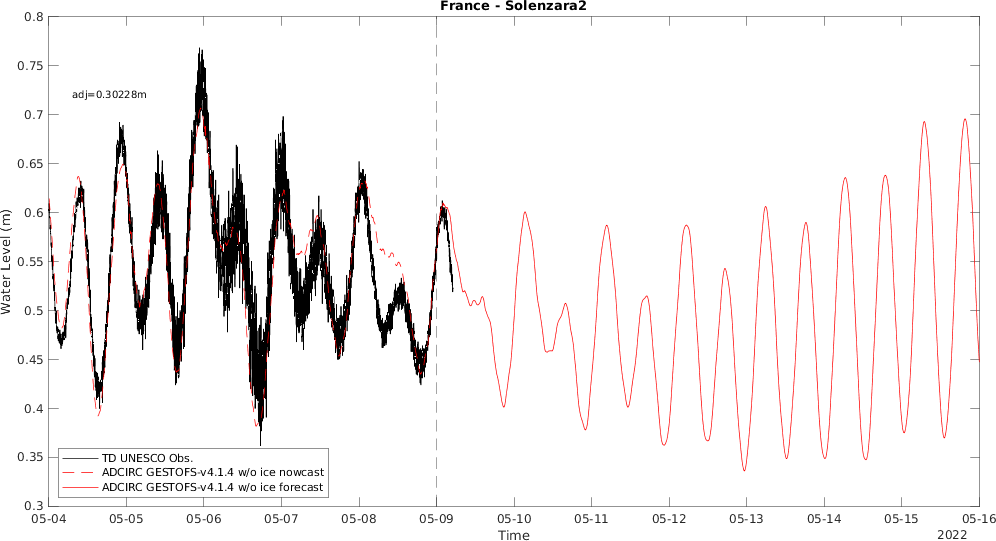 France - Solenzara2
0.8
0.75
0.7
0.65
0.6
0.55
0.5
0.45
0.4
0.35
0.3
Water Level (m)
adj=0.30228m
TD UNESCO Obs.
ADCIRC GESTOFS-v4.1.4 w/o ice nowcast
ADCIRC GESTOFS-v4.1.4 w/o ice forecast
05-04 05-05 05-06 05-07 05-08 05-09 05-10 05-11 05-12 05-13 05-14 05-15 05-16
Time
2022